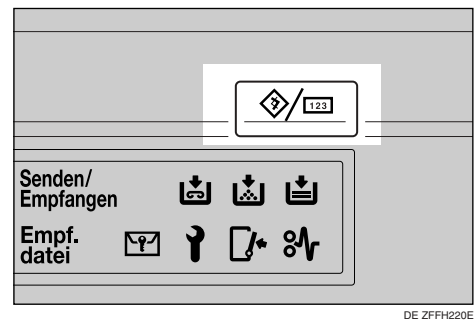 123
Senden/
Empfangen
Empf.
datei
DE ZFFH220E